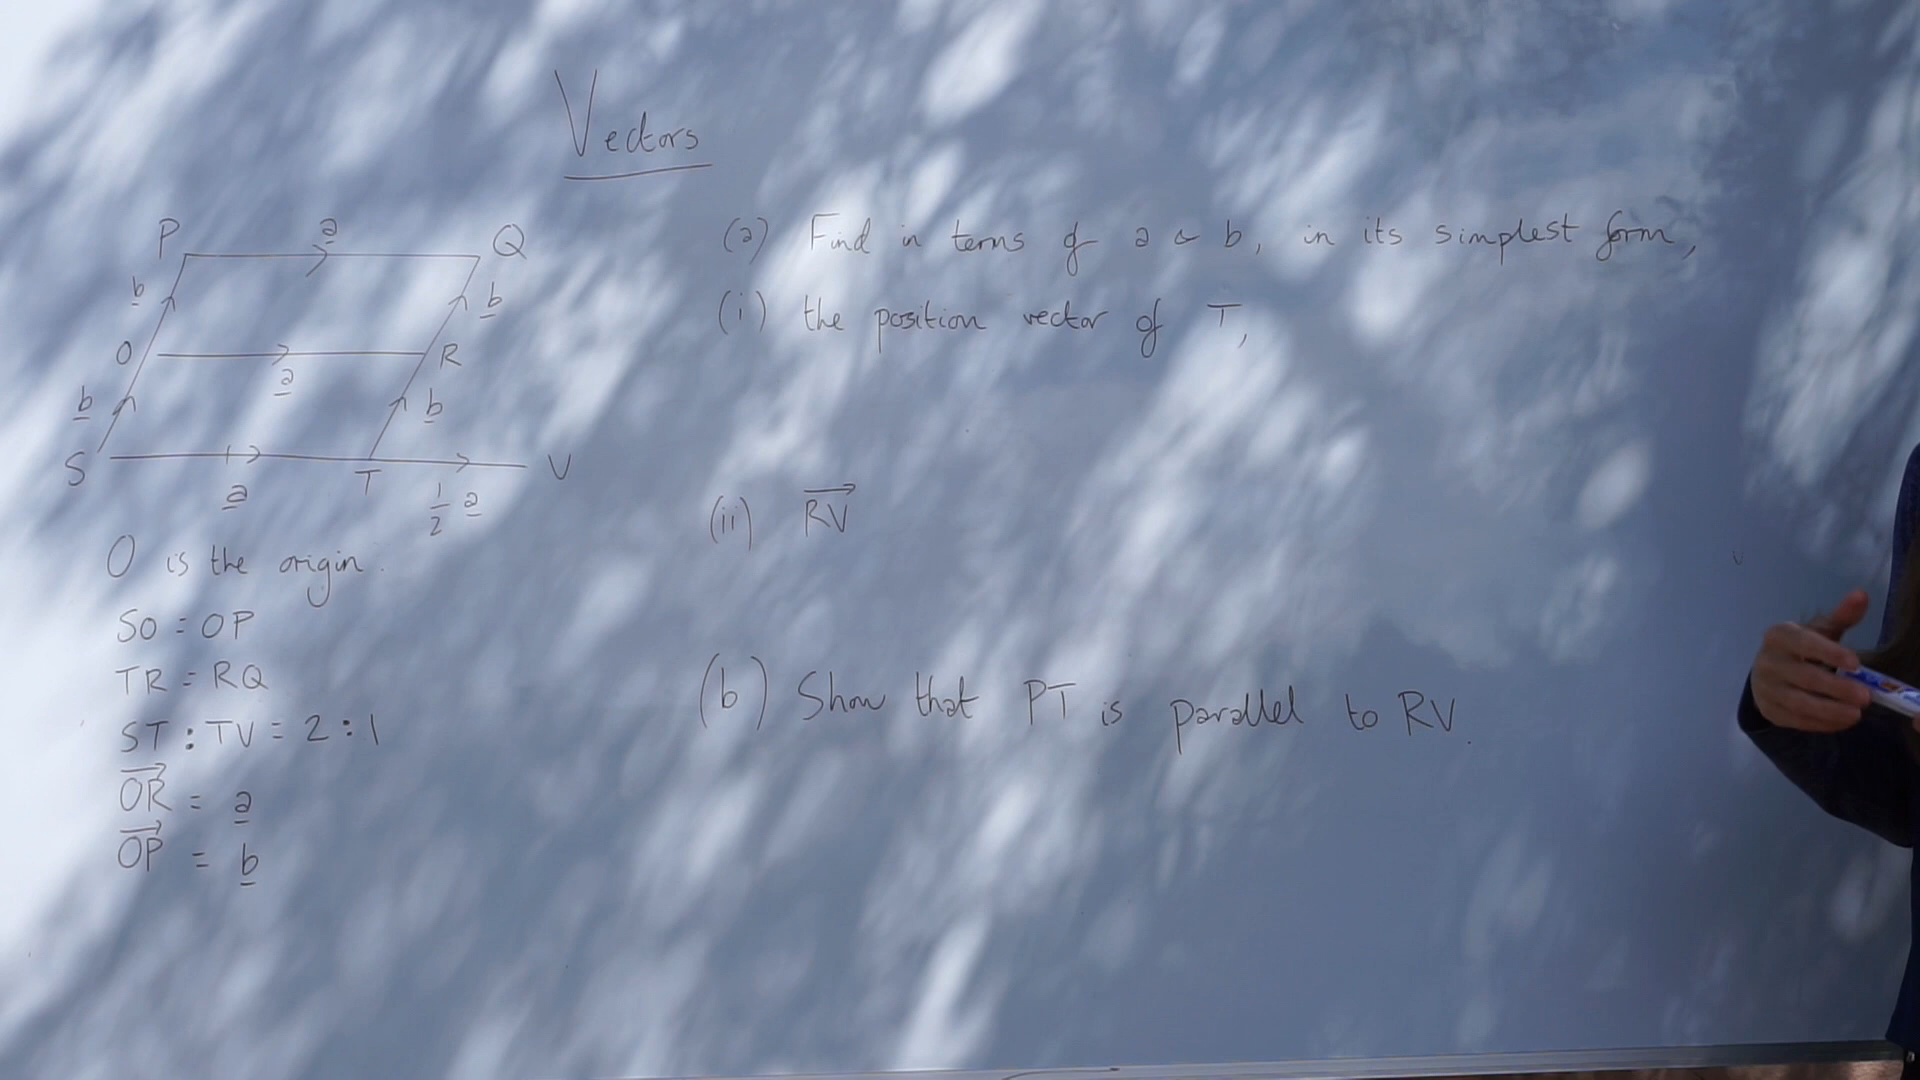 Vectors
P a Q
b b
O R
a
b b
S V
a T 1/2 a
O is the origin.
SO = OP
TR = RQ
ST : TV = 2 : 1
OR = a
OP = b
(a) Find in terms of a & b, in its simplest form,
(i) the position vector of T,
(ii) RV
(b) Show that PT is parallel to RV.